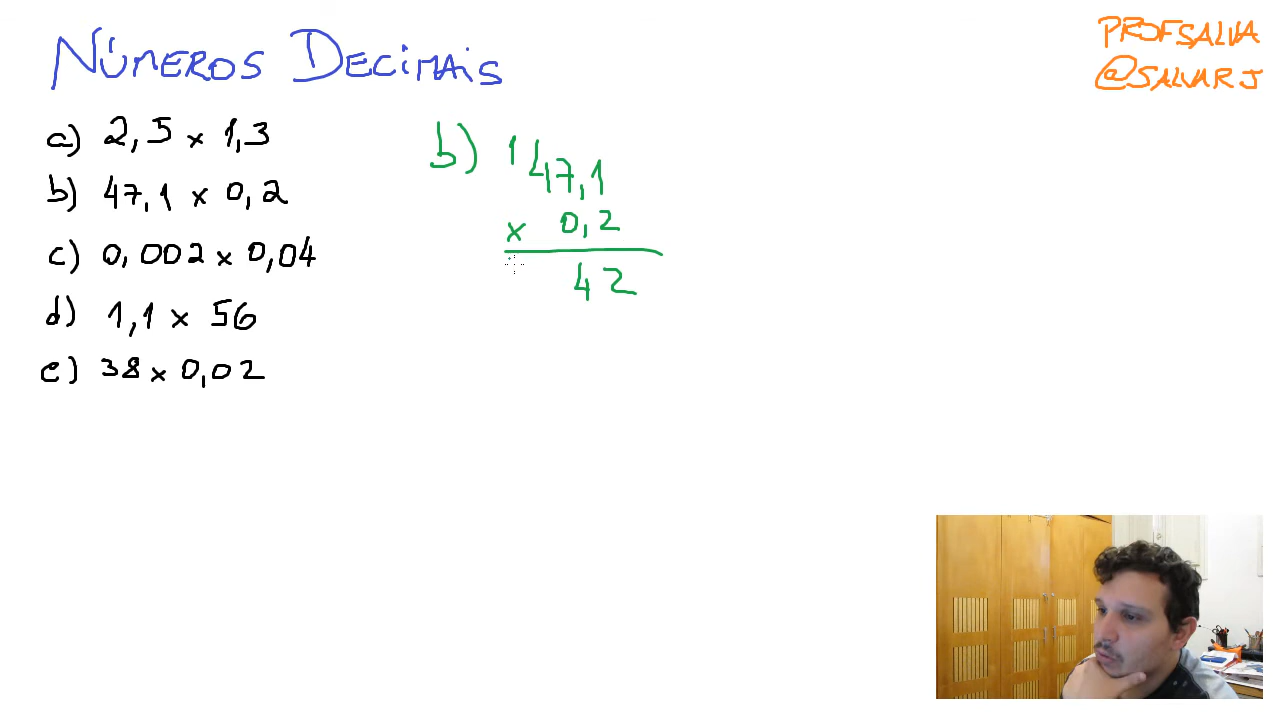 NÚMEROS DECIMAIS
PROFSALVA
@SALVARJ
a) 2,5 x 1,3
b) 47,1 x 0,2
c) 0,002 x 0,04
d) 1,1 x 56
e) 38 x 0,02
b) 1 47,1
x 0,2
42